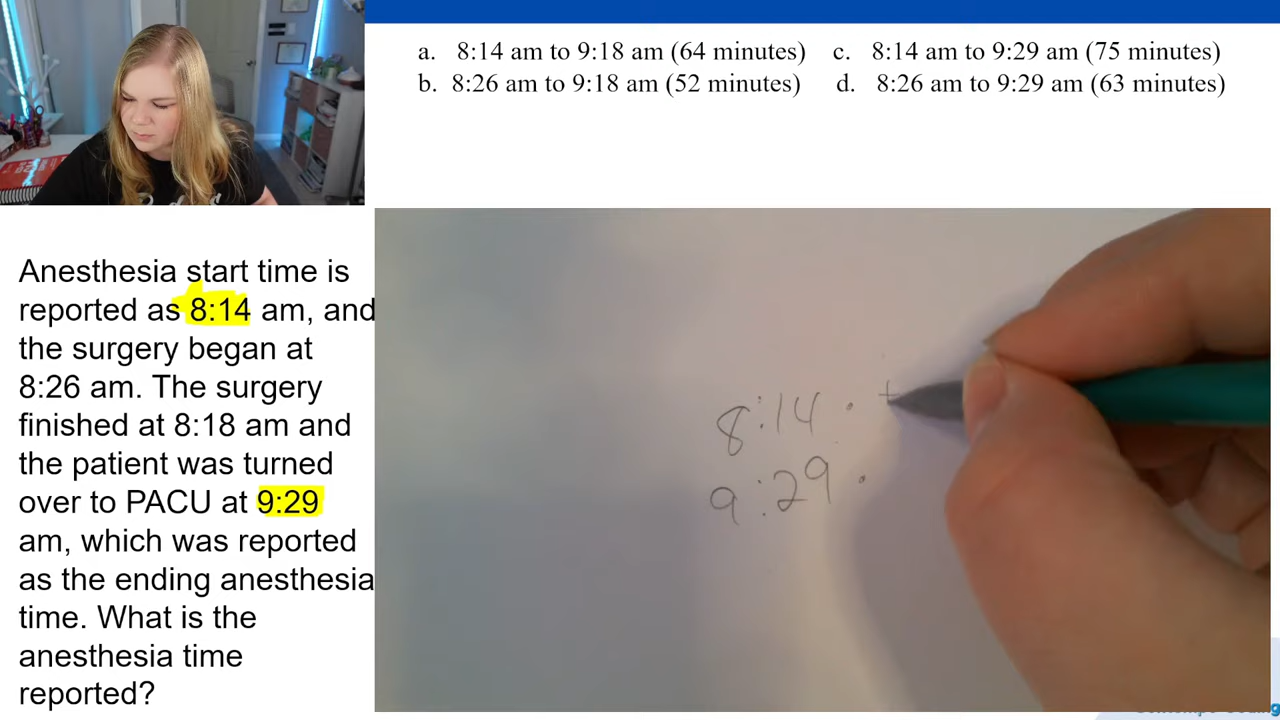 a. 8:14 am to 9:18 am (64 minutes) c. 8:14 am to 9:29 am (75 minutes)
b. 8:26 am to 9:18 am (52 minutes) d. 8:26 am to 9:29 am (63 minutes)
Anesthesia start time is
reported as 8:14 am, and
the surgery began at
8:26 am. The surgery
finished at 8:18 am and
the patient was turned
over to PACU at 9:29
am, which was reported
as the ending anesthesia
time. What is the
anesthesia time
reported?
8:14 . +
9:29 .